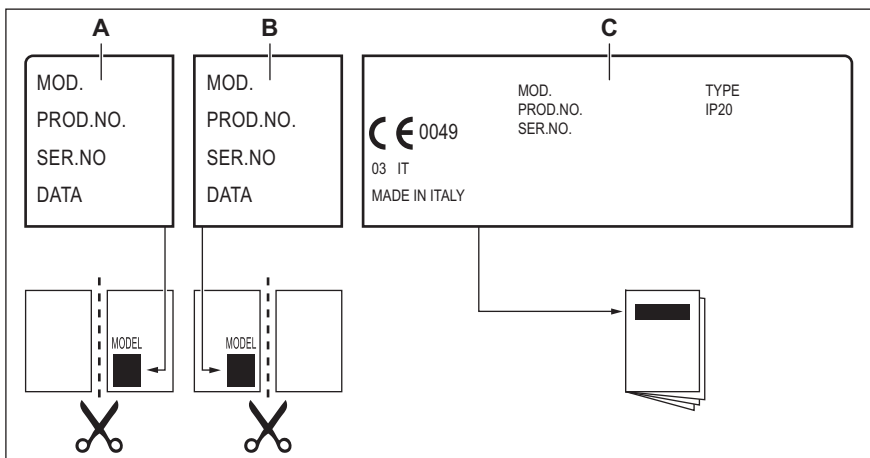 A
B
C
MOD.
PROD.NO.
SER.NO
DATA
MOD.
PROD.NO.
SER.NO
DATA
MOD.
PROD.NO.
SER.NO.
TYPE
IP20
CE 0049
03 IT
MADE IN ITALY
MODEL
MODEL